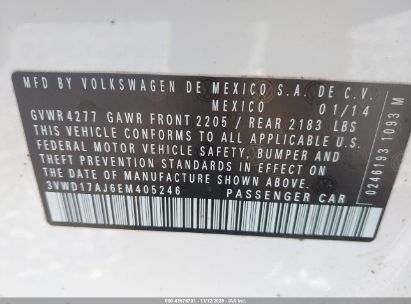 MFD BY VOLKSWAGEN DE MEXICO S.A. DE C.V.
MEXICO 01/14
GVWR 4277 GAWR FRONT 2205 / REAR 2183 LBS
THIS VEHICLE CONFORMS TO ALL APPLICABLE U.S.
FEDERAL MOTOR VEHICLE SAFETY, BUMPER AND
THEFT PREVENTION STANDARDS IN EFFECT ON
THE DATE OF MANUFACTURE SHOWN ABOVE.
3VWD17AJ6EM405246 PASSENGER CAR
0246193 1093 M